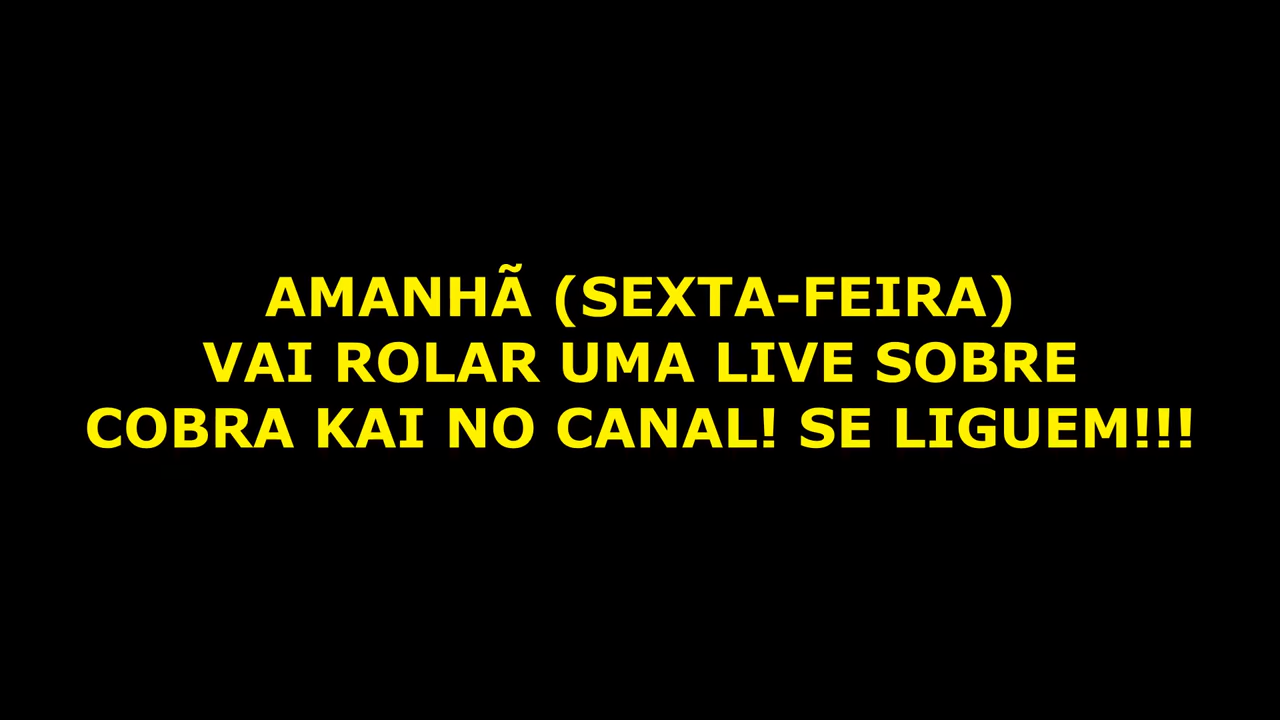 AMANHÃ (SEXTA-FEIRA)
VAI ROLAR UMA LIVE SOBRE
COBRA KAI NO CANAL! SE LIGUEM!!!